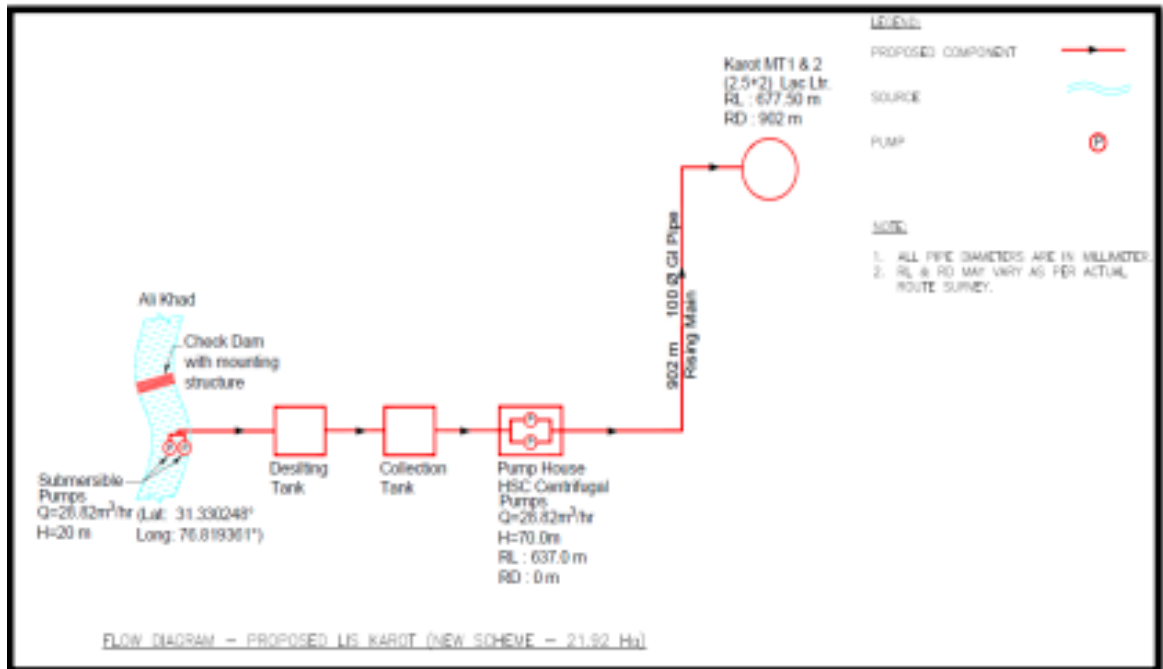 LEGEND:
PROPOSED COMPONENT
SOURCE
PUMP
P
NOTE:
1. ALL PIPE DIAMETERS ARE IN MILLIMETER.
2. RL & RD MAY VARY AS PER ACTUAL
ROUTE SURVEY.
Karot MT1 & 2
(2.5+2) Lac Ltr.
RL : 677.50 m
RD : 902 m
902 m 100 Ø GI Pipe
Rising Main
Ali Khad
Check Dam
with mounting
structure
P P
Submersible
Pumps
Q=26.82m³/hr
H=20 m
(Lat: 31.330248°
Long: 76.819361°)
Desilting
Tank
Collection
Tank
P
P
Pump House
HSC Centrifugal
Pumps
Q=26.82m³/hr
H=70.0m
RL : 637.0 m
RD : 0 m
FLOW DIAGRAM - PROPOSED LIS KAROT (NEW SCHEME - 21.92 Ha)